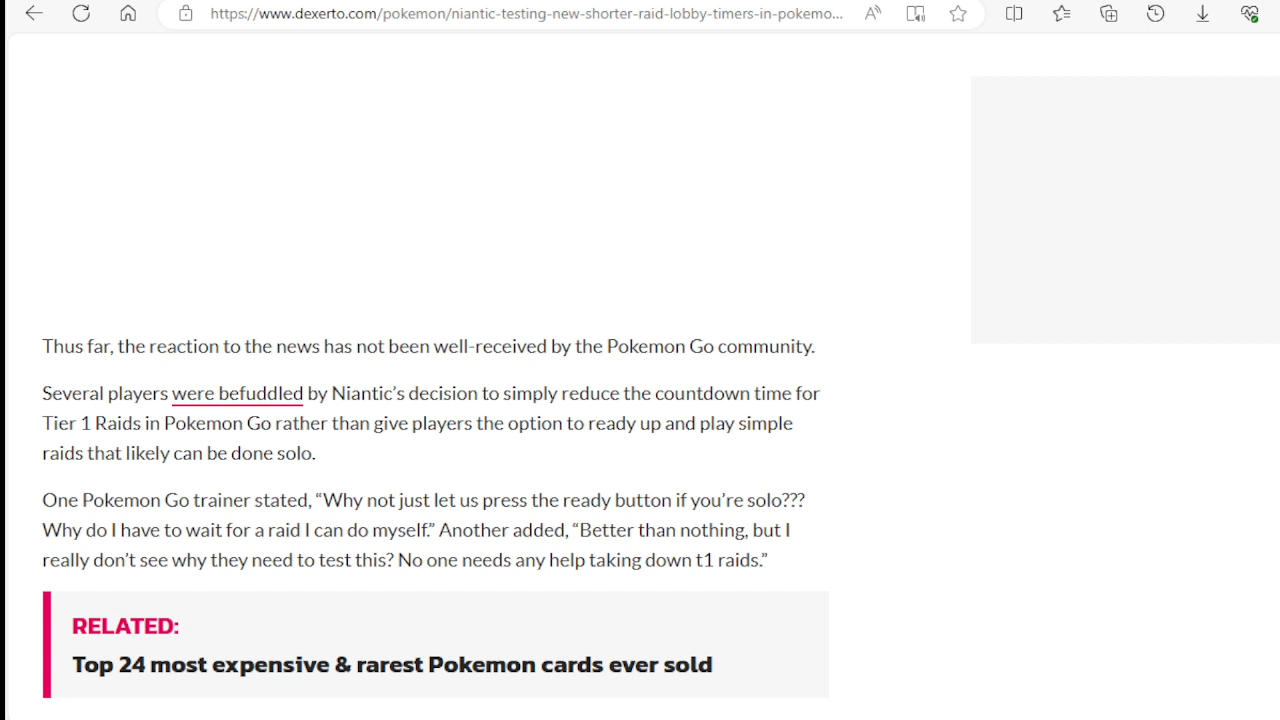 https://www.dexerto.com/pokemon/niantic-testing-new-shorter-raid-lobby-timers-in-pokemo...
Thus far, the reaction to the news has not been well-received by the Pokemon Go community.
Several players were befuddled by Niantic’s decision to simply reduce the countdown time for
Tier 1 Raids in Pokemon Go rather than give players the option to ready up and play simple
raids that likely can be done solo.
One Pokemon Go trainer stated, “Why not just let us press the ready button if you’re solo???
Why do I have to wait for a raid I can do myself.” Another added, “Better than nothing, but I
really don’t see why they need to test this? No one needs any help taking down t1 raids.”
RELATED:
Top 24 most expensive & rarest Pokemon cards ever sold